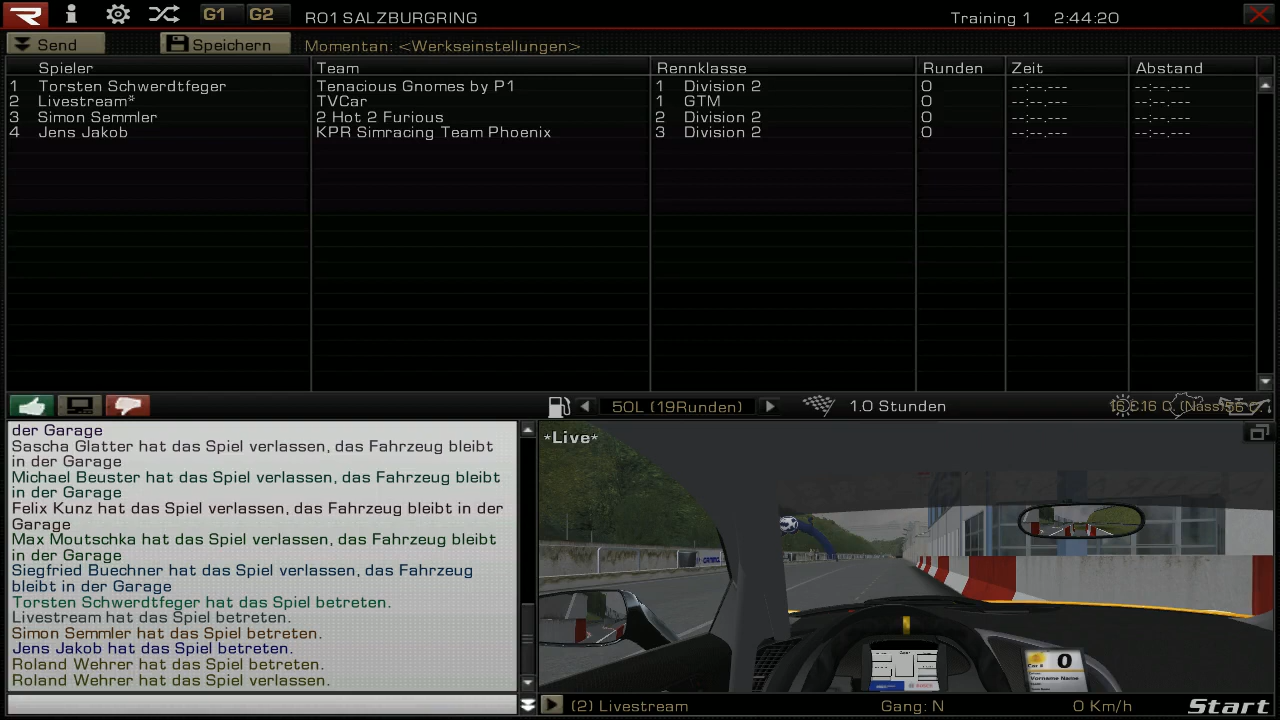 G1 G2 RO1 SALZBURGRING Training 1 2:44:20
Send Speichern Momentan: <Werkseinstellungen>
Spieler Team Rennklasse Runden Zeit Abstand
1 Torsten Schwerdtfeger Tenacious Gnomes by P1 1 Division 2 0 --:--.--- --:--.---
2 Livestream* TVCar 1 GTM 0 --:--.--- --:--.---
3 Simon Semmler 2 Hot 2 Furious 2 Division 2 0 --:--.--- --:--.---
4 Jens Jakob KPR Simracing Team Phoenix 3 Division 2 0 --:--.--- --:--.---
50L (19Runden) 1.0 Stunden (Nass)
der Garage
Sascha Glatter hat das Spiel verlassen, das Fahrzeug bleibt
in der Garage
Michael Beuster hat das Spiel verlassen, das Fahrzeug bleibt
in der Garage
Felix Kunz hat das Spiel verlassen, das Fahrzeug bleibt in der
Garage
Max Moutschka hat das Spiel verlassen, das Fahrzeug bleibt
in der Garage
Siegfried Buechner hat das Spiel verlassen, das Fahrzeug
bleibt in der Garage
Torsten Schwerdtfeger hat das Spiel betreten.
Livestream hat das Spiel betreten.
Simon Semmler hat das Spiel betreten.
Jens Jakob hat das Spiel betreten.
Roland Wehrer hat das Spiel betreten.
Roland Wehrer hat das Spiel verlassen.
*Live*
0
Vorname Name
(2) Livestream Gang: N 0 Km/h Start